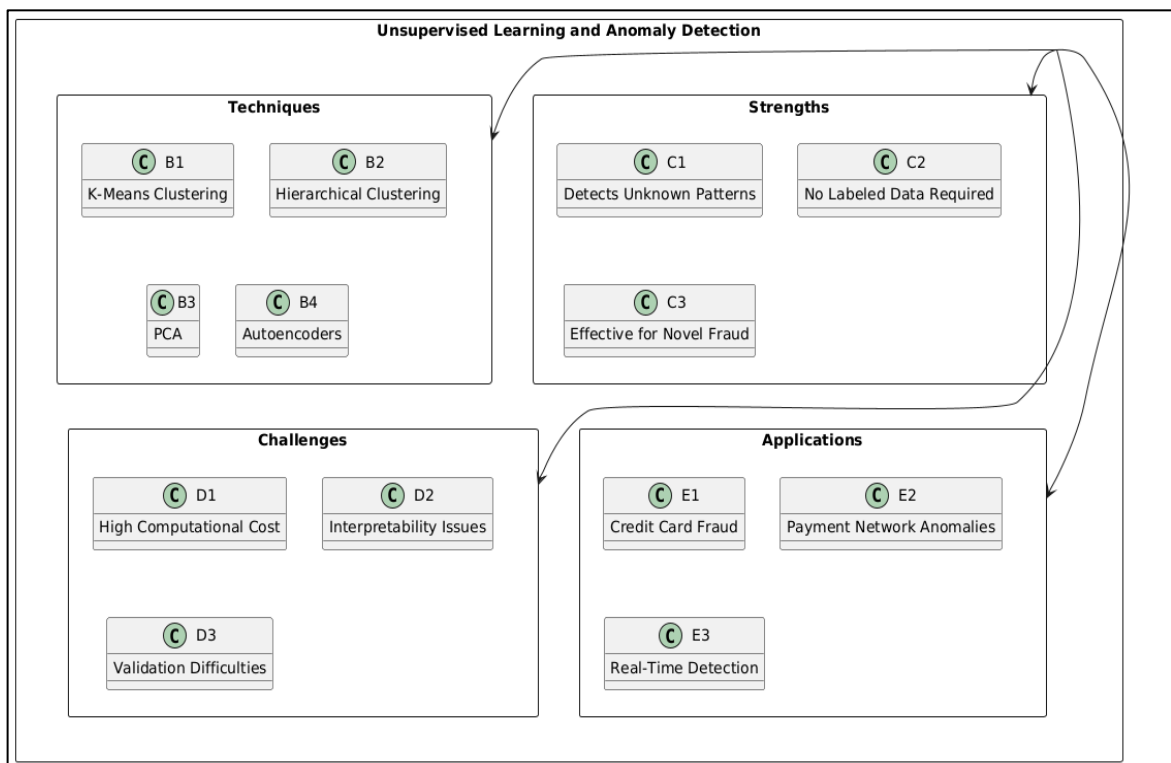 Unsupervised Learning and Anomaly Detection
Techniques
C B1
K-Means Clustering
C B2
Hierarchical Clustering
C B3
PCA
C B4
Autoencoders
Strengths
C C1
Detects Unknown Patterns
C C2
No Labeled Data Required
C C3
Effective for Novel Fraud
Challenges
C D1
High Computational Cost
C D2
Interpretability Issues
C D3
Validation Difficulties
Applications
C E1
Credit Card Fraud
C E2
Payment Network Anomalies
C E3
Real-Time Detection